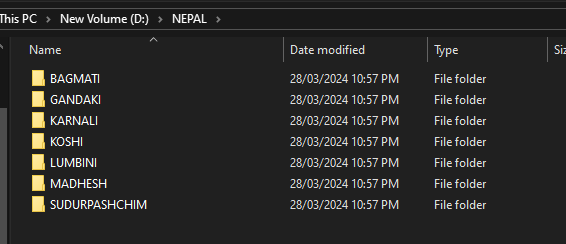 This PC > New Volume (D:) > NEPAL >
Name Date modified Type
BAGMATI 28/03/2024 10:57 PM File folder
GANDAKI 28/03/2024 10:57 PM File folder
KARNALI 28/03/2024 10:57 PM File folder
KOSHI 28/03/2024 10:57 PM File folder
LUMBINI 28/03/2024 10:57 PM File folder
MADHESH 28/03/2024 10:57 PM File folder
SUDURPASHCHIM 28/03/2024 10:57 PM File folder